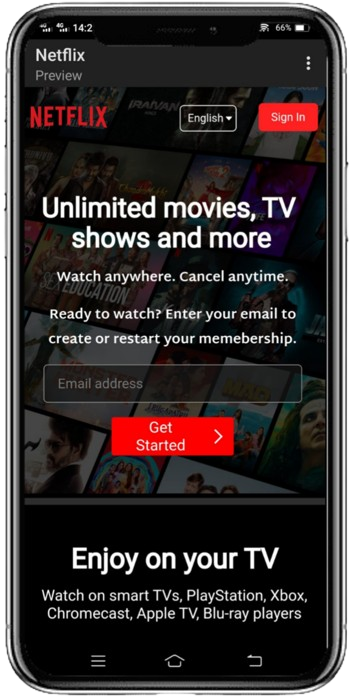 4G 4G 14:2
66%
Netflix
Preview
NETFLIX
English
Sign In
Unlimited movies, TV
shows and more
SEX EDUCATION
Watch anywhere. Cancel anytime.
Ready to watch? Enter your email to
create or restart your memebership.
Email address
Get
Started
Enjoy on your TV
Watch on smart TVs, PlayStation, Xbox,
Chromecast, Apple TV, Blu-ray players